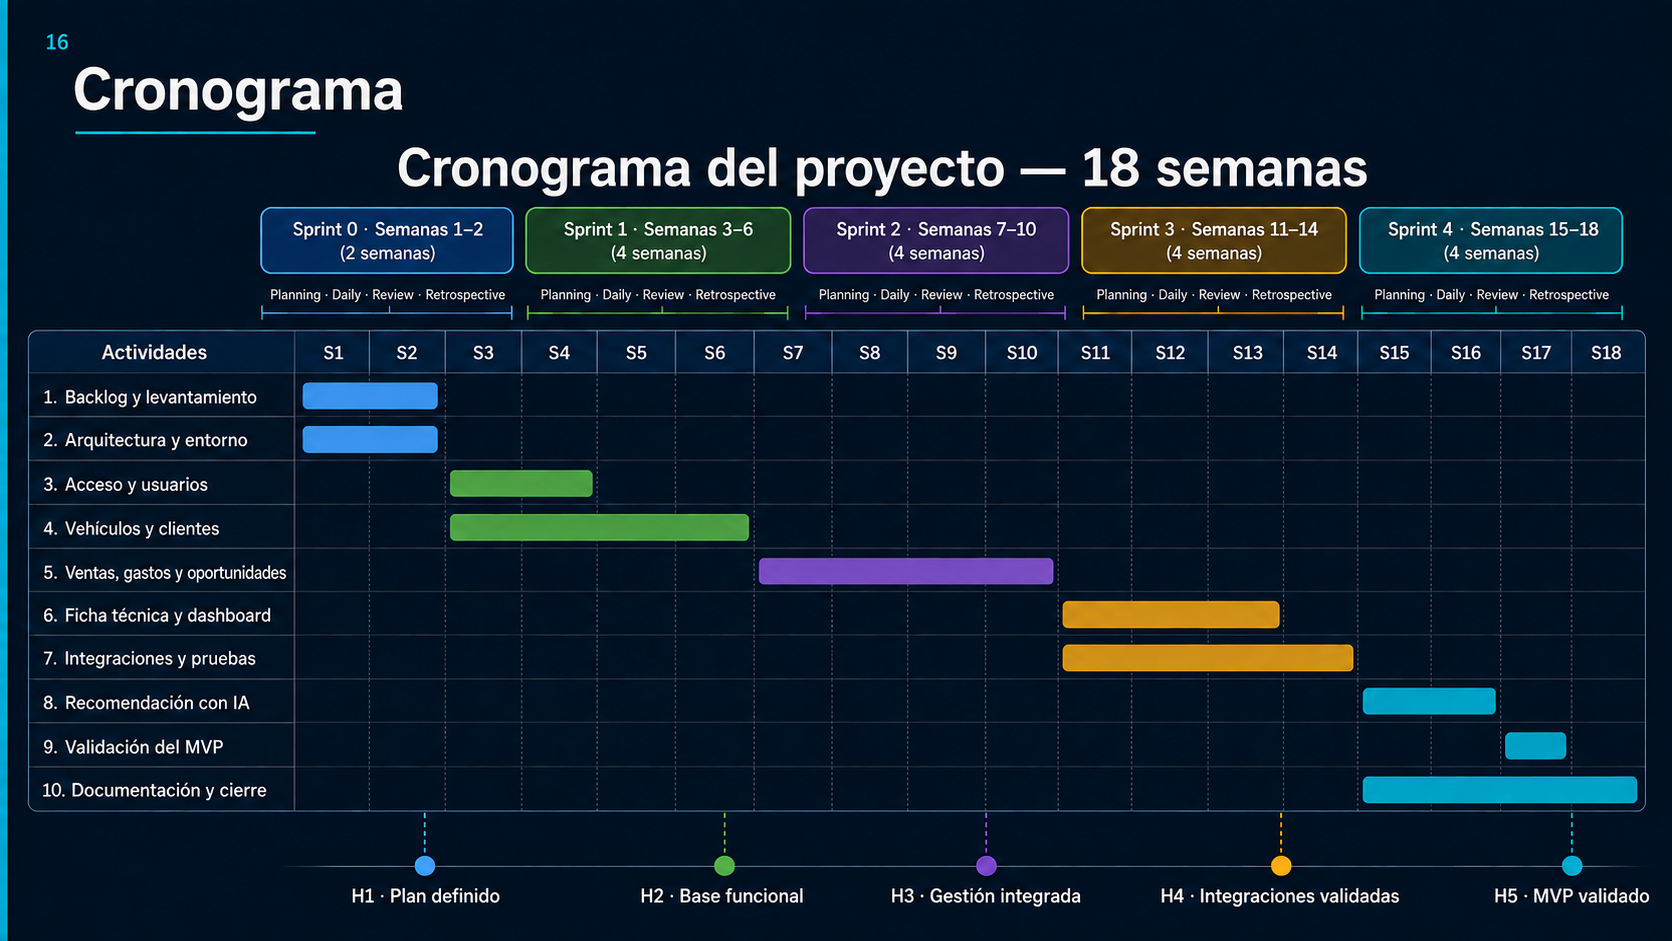 16
Cronograma
Cronograma del proyecto — 18 semanas
Sprint 0 · Semanas 1–2
(2 semanas)
Sprint 1 · Semanas 3–6
(4 semanas)
Sprint 2 · Semanas 7–10
(4 semanas)
Sprint 3 · Semanas 11–14
(4 semanas)
Sprint 4 · Semanas 15–18
(4 semanas)
Planning · Daily · Review · Retrospective
Planning · Daily · Review · Retrospective
Planning · Daily · Review · Retrospective
Planning · Daily · Review · Retrospective
Planning · Daily · Review · Retrospective
Actividades S1 S2 S3 S4 S5 S6 S7 S8 S9 S10 S11 S12 S13 S14 S15 S16 S17 S18
1. Backlog y levantamiento
2. Arquitectura y entorno
3. Acceso y usuarios
4. Vehículos y clientes
5. Ventas, gastos y oportunidades
6. Ficha técnica y dashboard
7. Integraciones y pruebas
8. Recomendación con IA
9. Validación del MVP
10. Documentación y cierre
H1 · Plan definido
H2 · Base funcional
H3 · Gestión integrada
H4 · Integraciones validadas
H5 · MVP validado